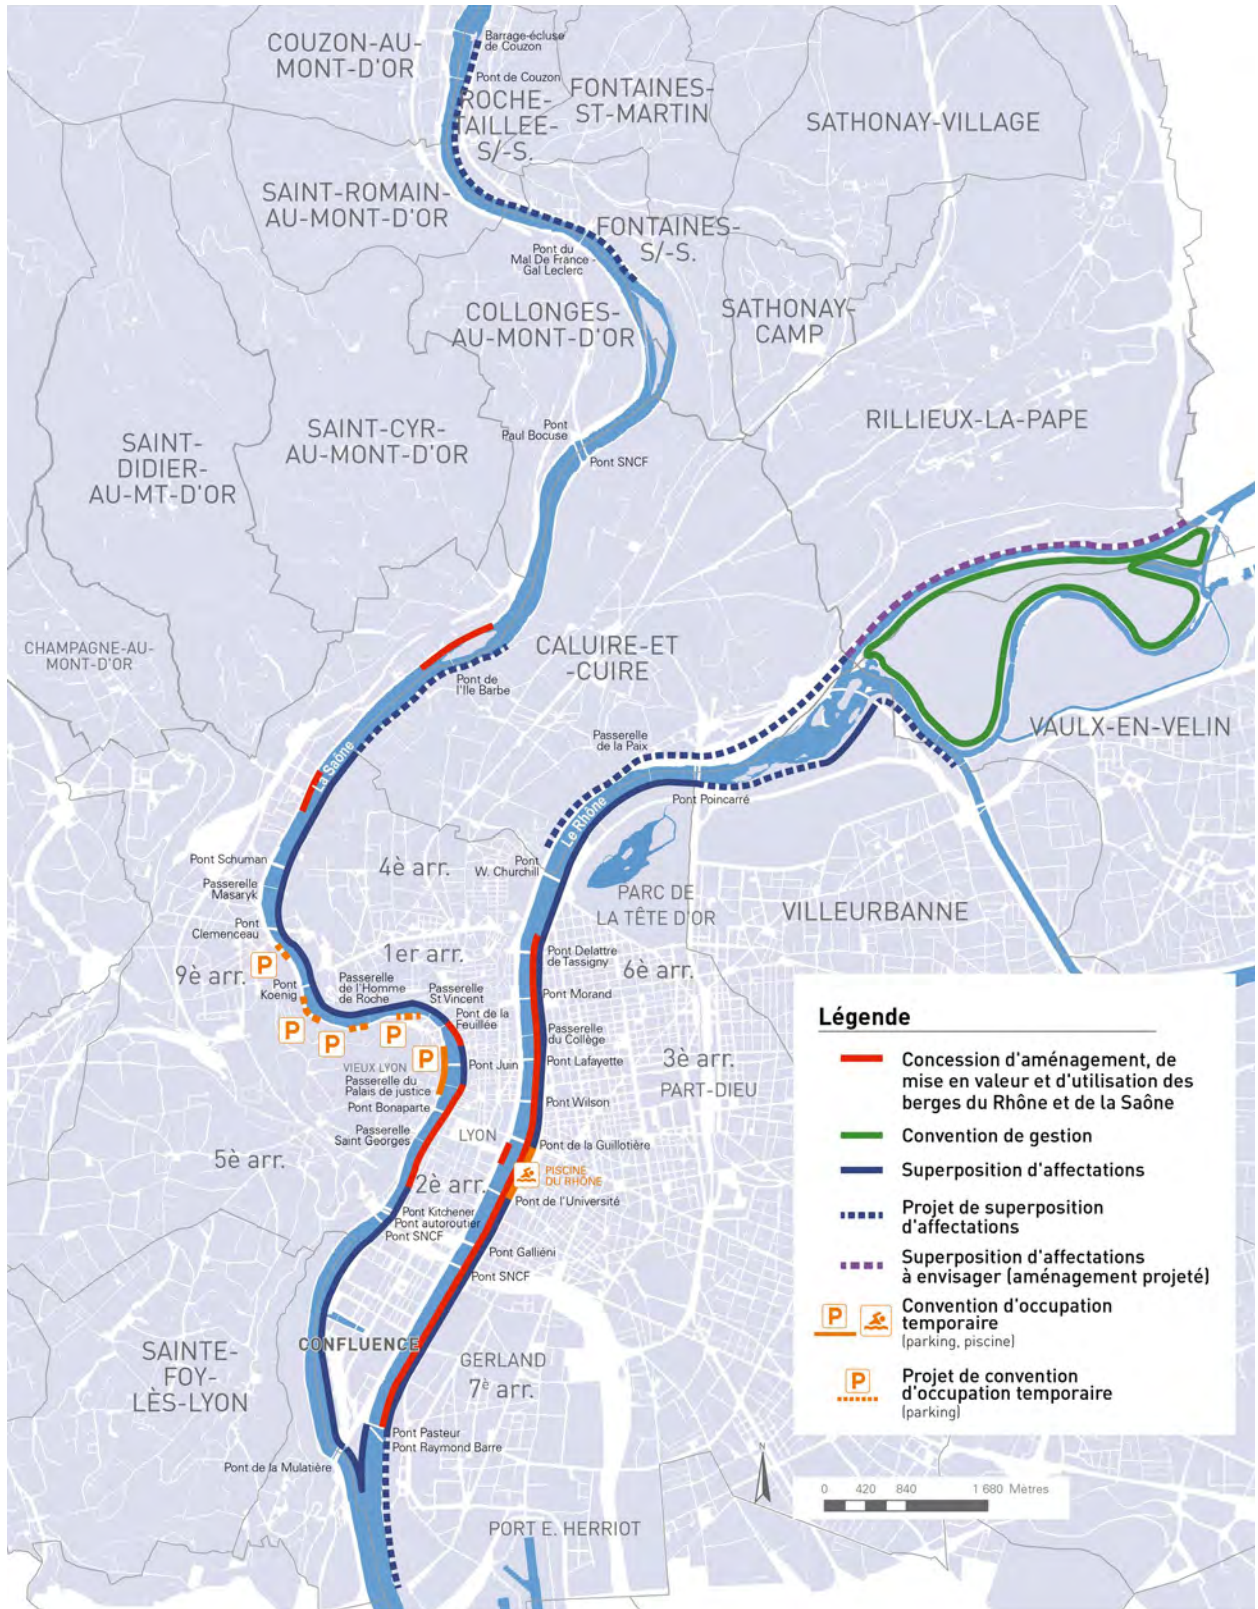 COUZON-AU-
MONT-D'OR
Barrage-écluse
de Couzon
Pont de Couzon
ROCHE-
TAILLEE-
S/-S.
FONTAINES-
ST-MARTIN
SATHONAY-VILLAGE
SAINT-ROMAIN-
AU-MONT-D'OR
FONTAINES-
S/-S.
Pont du
Mal De France -
Gal Leclerc
COLLONGES-
AU-MONT-D'OR
SATHONAY-
CAMP
RILLIEUX-LA-PAPE
SAINT-CYR-
AU-MONT-D'OR
SAINT-
DIDIER-
AU-MT-D'OR
Pont
Paul Bocuse
Pont SNCF
CHAMPAGNE-AU-
MONT-D'OR
CALUIRE-ET
-CUIRE
Pont de
l'Ile Barbe
VAULX-EN-VELIN
Passerelle
de la Paix
La Saône
Le Rhône
Pont Poincarré
Pont Schuman
Passerelle
Masaryk
Pont
Clemenceau
4è arr.
Pont
W. Churchill
PARC DE
LA TÊTE D'OR
VILLEURBANNE
1er arr.
9è arr.
P
Pont
Koenig
Passerelle
de l'Homme
de Roche
Passerelle
St Vincent
Pont de la
Feuillée
P
P
P
P
VIEUX LYON
Passerelle du
Palais de justice
Pont Juin
Pont Bonaparte
Passerelle
Saint Georges
LYON
Pont Delattre
de Tassigny
6è arr.
Pont Morand
Passerelle
du Collège
Pont Lafayette
3è arr.
PART-DIEU
Pont Wilson
Pont de la Guillotière
PISCINE
DU RHÔNE
Pont de l'Université
5è arr.
2è arr.
Pont Kitchener
Pont autoroutier
Pont SNCF
Pont Galliéni
Pont SNCF
CONFLUENCE
SAINTE-
FOY-
LÈS-LYON
GERLAND
7è arr.
Pont Pasteur
Pont Raymond Barre
Pont de la Mulatière
PORT E. HERRIOT
Légende
Concession d'aménagement, de
mise en valeur et d'utilisation des
berges du Rhône et de la Saône
Convention de gestion
Superposition d'affectations
Projet de superposition
d'affectations
Superposition d'affectations
à envisager (aménagement projeté)
P
Convention d'occupation
temporaire
(parking, piscine)
P
Projet de convention
d'occupation temporaire
(parking)
N
0 420 840 1 680 Mètres